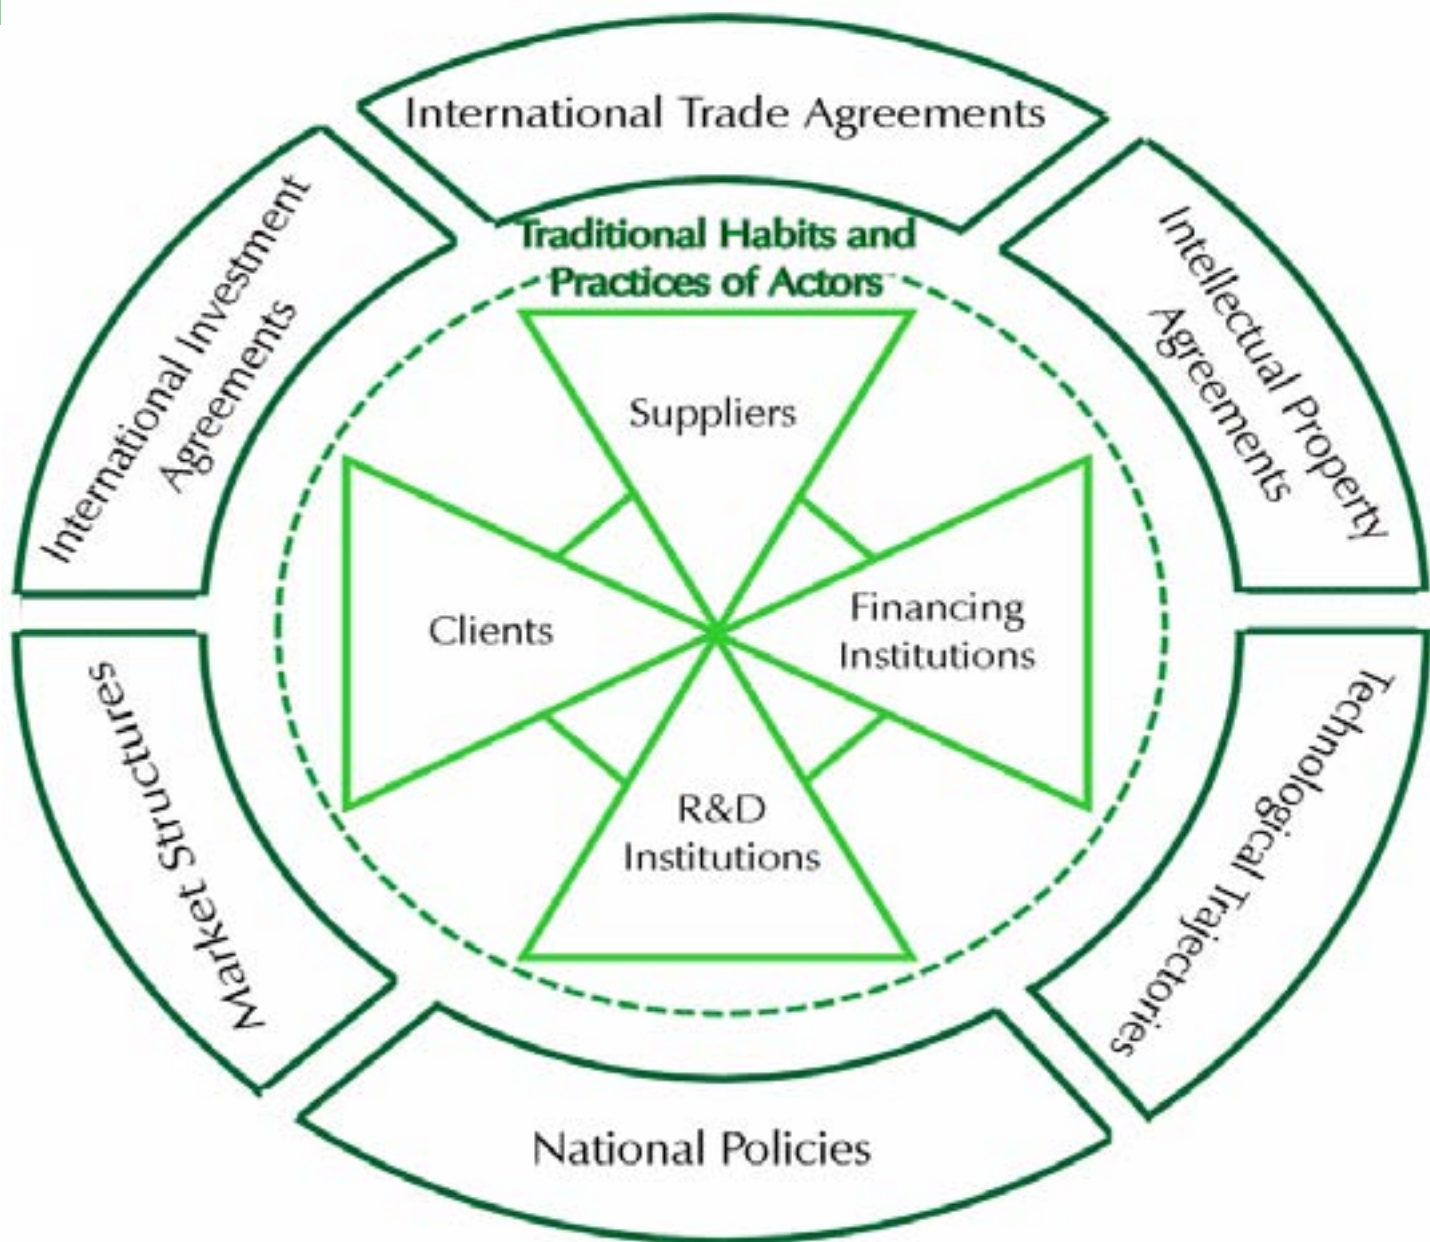 International Trade Agreements
Traditional Habits and
Practices of Actors
International Investment
Agreements
Intellectual Property
Agreements
Suppliers
Clients
Financing
Institutions
R&D
Institutions
Market Structures
Technological Trajectories
National Policies